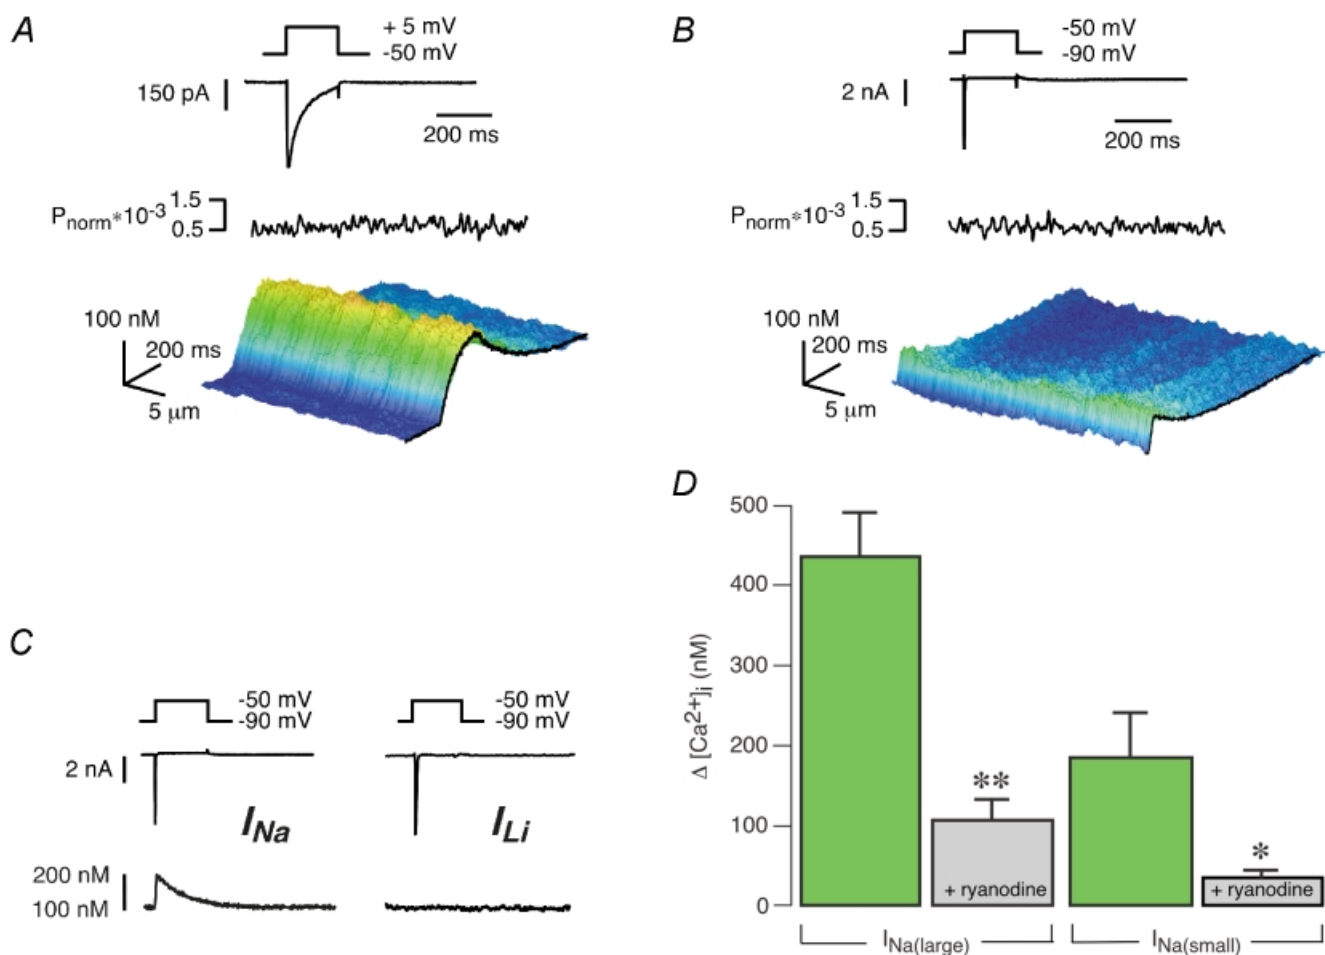 A
+ 5 mV
-50 mV
150 pA
200 ms
Pnorm*10-3
1.5
0.5
100 nM
200 ms
5 μm
B
-50 mV
-90 mV
2 nA
200 ms
Pnorm*10-3
1.5
0.5
100 nM
200 ms
5 μm
C
-50 mV
-90 mV
-50 mV
-90 mV
2 nA
INa
ILi
200 nM
100 nM
D
500
400
300
200
100
0
Δ [Ca2+]i (nM)
**
*
+ ryanodine
+ ryanodine
INa(large)
INa(small)